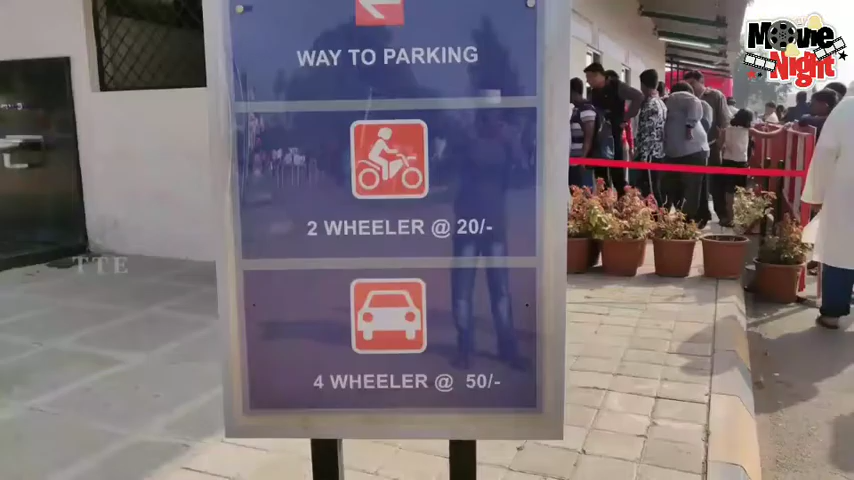 MOVIE
Night
WAY TO PARKING
2 WHEELER @ 20/-
TTE
4 WHEELER @ 50/-